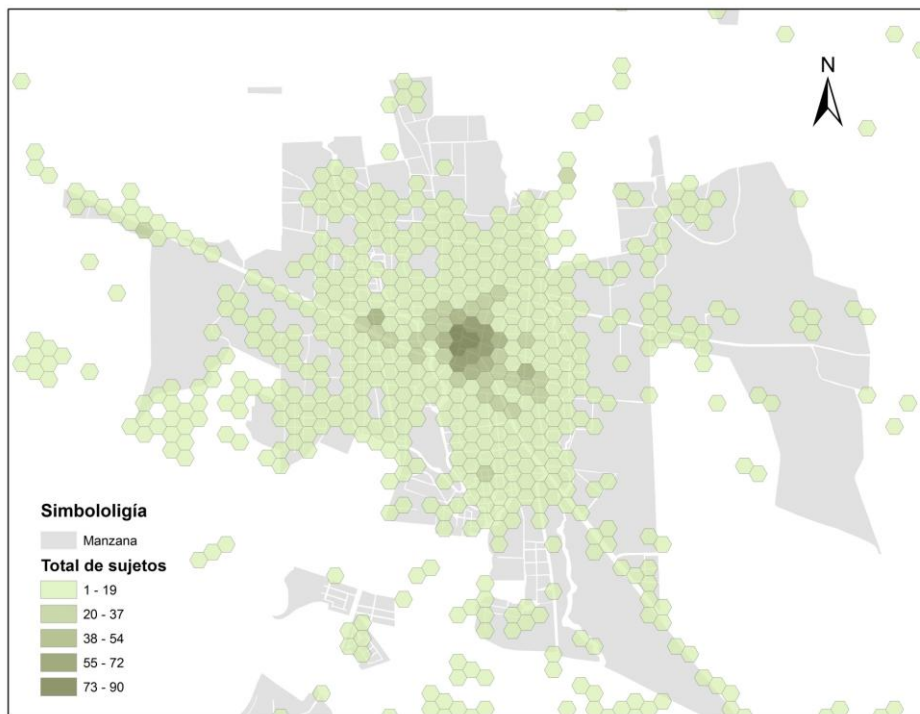 N
Simbololigía
Manzana
Total de sujetos
1 - 19
20 - 37
38 - 54
55 - 72
73 - 90